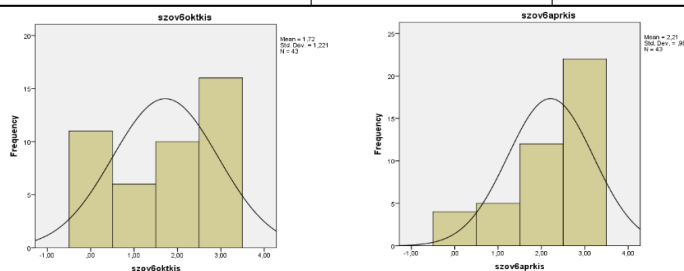 szov6oktkis
Mean = 1,72
Std. Dev. = 1,221
N = 43
20
15
10
5
0
Frequency
-1,00
,00
1,00
2,00
3,00
4,00
szov6oktkis
szov6aprkis
Mean = 2,21
Std. Dev. =
N = 43
25
20
15
10
5
0
Frequency
-1,00
,00
1,00
2,00
3,00
4,00
szov6aprkis